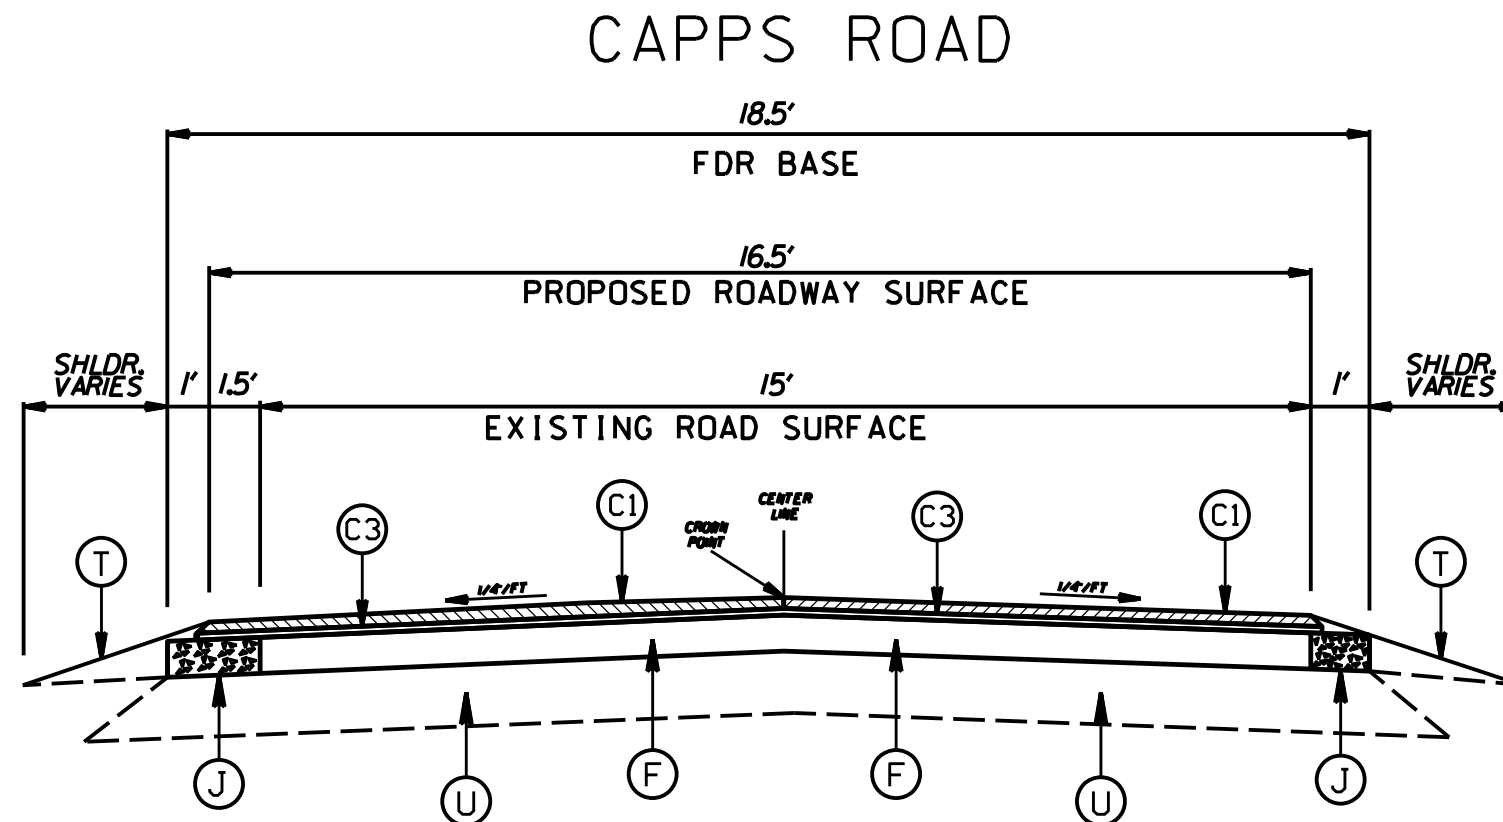 CAPPS ROAD
18.5'
FDR BASE
16.5'
PROPOSED ROADWAY SURFACE
SHLDR.
VARIES
1'
1.5'
15'
1'
SHLDR.
VARIES
EXISTING ROAD SURFACE
C3
C1
CENTER
LINE
CROWN
POINT
C3
C1
T
T
1/4"/FT
1/4"/FT
J
U
F
F
U
J